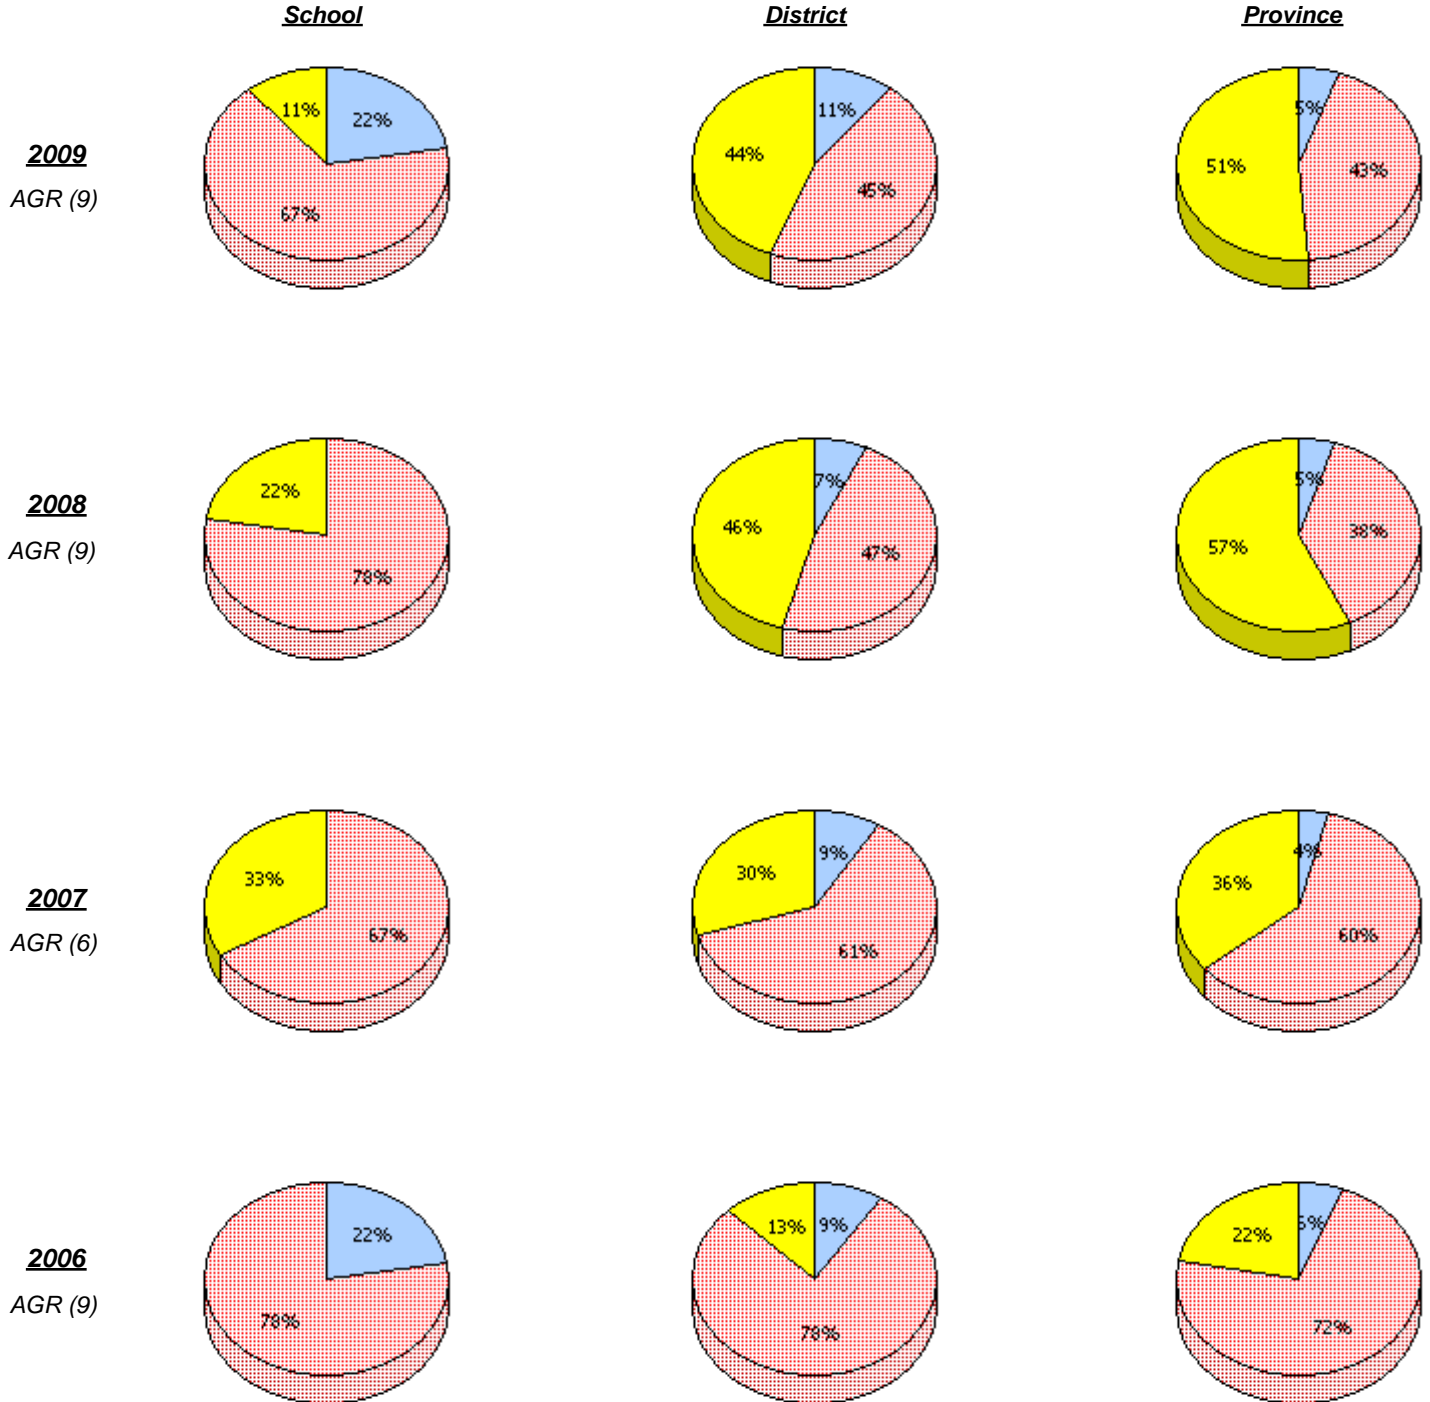 School District Province
11% 22% 67%
44% 11% 45%
51% 5% 43%
2009
AGR (9)
22% 78%
46% 7% 47%
57% 5% 38%
2008
AGR (9)
33% 67%
30% 9% 61%
36% 4% 60%
2007
AGR (6)
22% 78%
13% 9% 78%
22% 72%
2006
AGR (9)